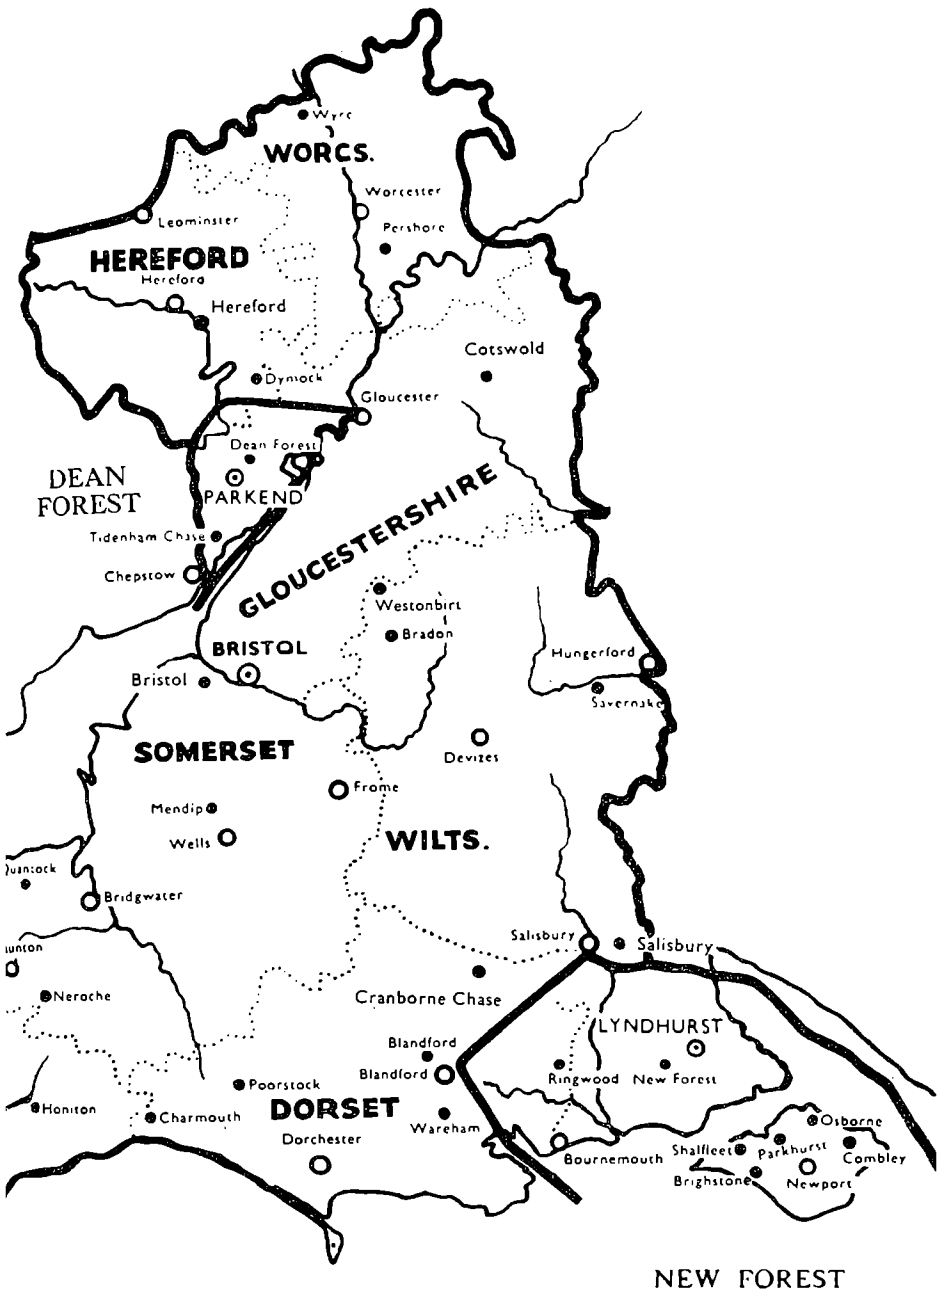 Wyre
WORCS.
Worcester
Leominster
Pershore
HEREFORD
Hereford
Hereford
Cotswold
Dymock
Gloucester
Dean Forest
DEAN
FOREST
PARKEND
GLOUCESTERSHIRE
Tidenham Chase
Chepstow
Westonbirt
Bradon
BRISTOL
Hungerford
Bristol
Savernake
SOMERSET
Devizes
Frome
Mendip
WILTS.
Wells
Quantock
Bridgwater
Salisbury
Salisbury
unton
Neroche
Cranborne Chase
LYNDHURST
Blandford
Blandford
Ringwood
New Forest
Poorstock
Honiton
Charmouth
DORSET
Wareham
Osborne
Dorchester
Bournemouth
Shalfleet
Parkhurst
Combley
Brighstone
Newport
NEW FOREST